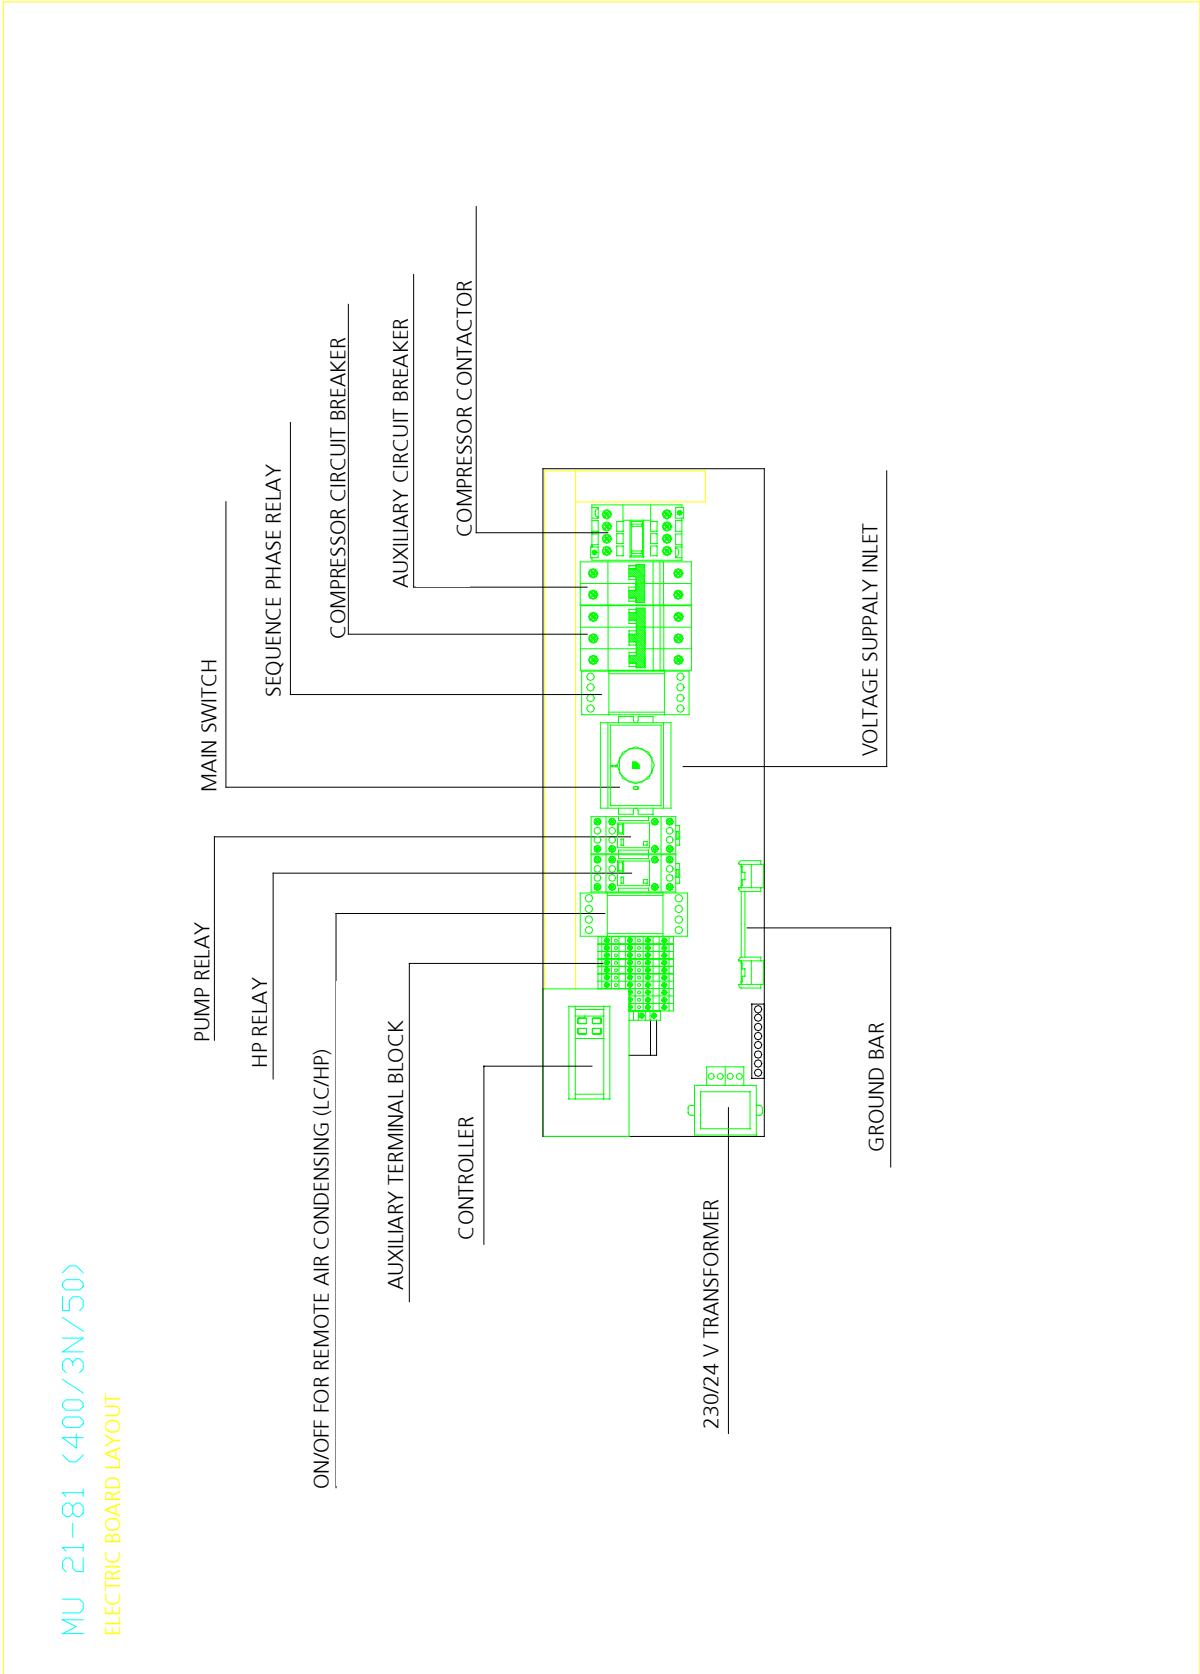 MU 21-81 (400/3N/50)
ELECTRIC BOARD LAYOUT
PUMP RELAY
MAIN SWITCH
HP RELAY
SEQUENCE PHASE RELAY
ON/OFF FOR REMOTE AIR CONDENSING (LC/HP)
COMPRESSOR CIRCUIT BREAKER
AUXILIARY TERMINAL BLOCK
AUXILIARY CIRCUIT BREAKER
CONTROLLER
COMPRESSOR CONTACTOR
230/24 V TRANSFORMER
GROUND BAR
VOLTAGE SUPPALY INLET